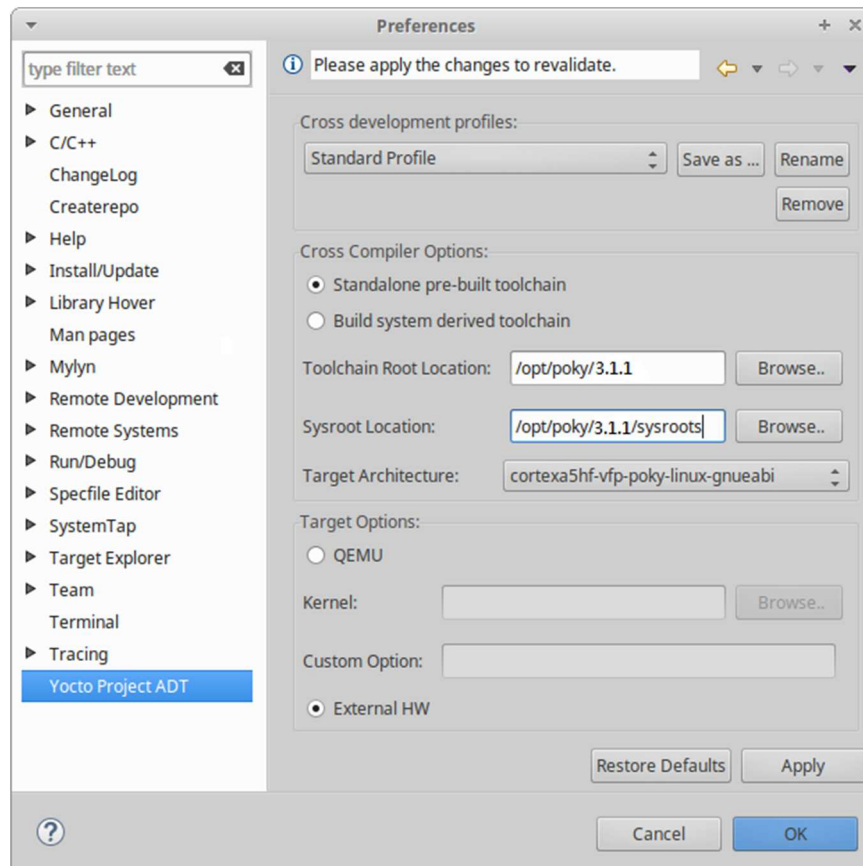 Preferences
type filter text
Please apply the changes to revalidate.
General
C/C++
ChangeLog
Createrepo
Help
Install/Update
Library Hover
Man pages
Mylyn
Remote Development
Remote Systems
Run/Debug
Specfile Editor
SystemTap
Target Explorer
Team
Terminal
Tracing
Yocto Project ADT
Cross development profiles:
Standard Profile
Save as ...
Rename
Remove
Cross Compiler Options:
Standalone pre-built toolchain
Build system derived toolchain
Toolchain Root Location: /opt/poky/3.1.1 Browse..
Sysroot Location: /opt/poky/3.1.1/sysroots Browse..
Target Architecture: cortexa5hf-vfp-poky-linux-gnueabi
Target Options:
QEMU
Kernel: Browse..
Custom Option:
External HW
Restore Defaults Apply
Cancel OK